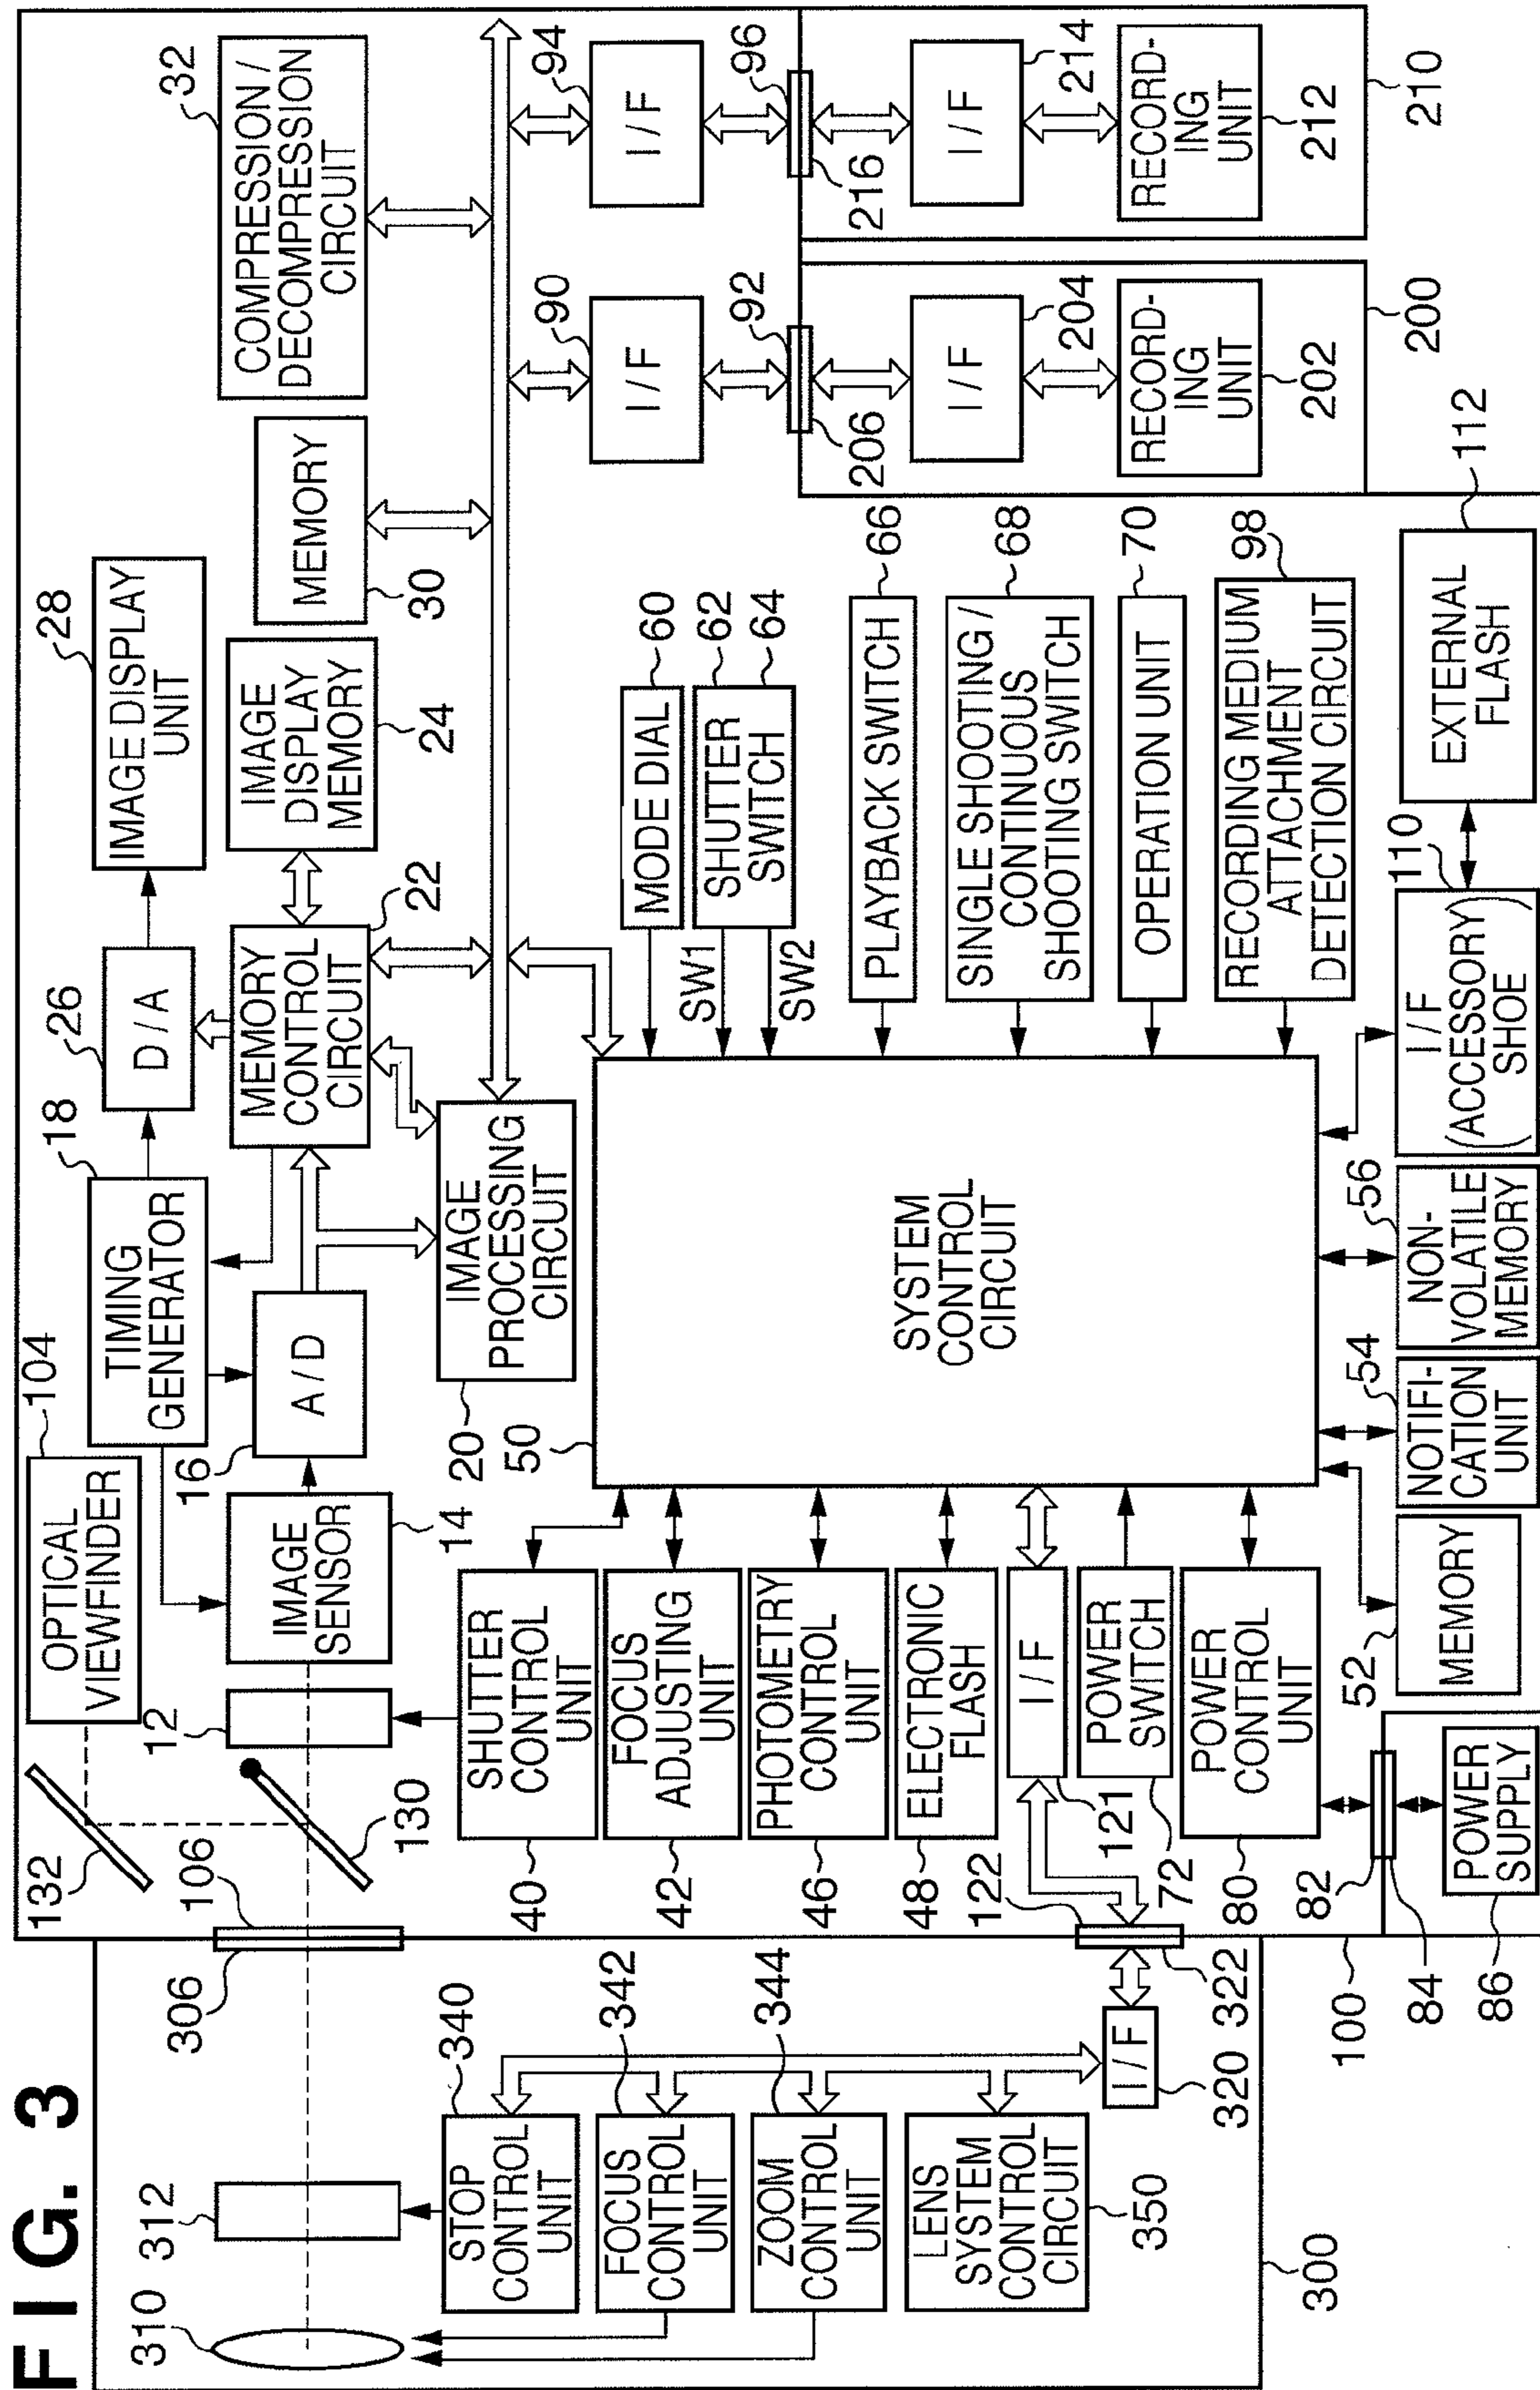 FIG. 3
310
312
306
106
132
130
12
OPTICAL
VIEWFINDER
104
IMAGE
SENSOR
14
16
A/D
TIMING
GENERATOR
18
26
D/A
IMAGE DISPLAY
UNIT
28
MEMORY
CONTROL
CIRCUIT
22
IMAGE
DISPLAY
MEMORY
24
MEMORY
30
COMPRESSION /
DECOMPRESSION
CIRCUIT
32
IMAGE
PROCESSING
CIRCUIT
20
50
SYSTEM
CONTROL
CIRCUIT
STOP
CONTROL
UNIT
340
FOCUS
CONTROL
UNIT
342
ZOOM
CONTROL
UNIT
344
LENS
SYSTEM
CONTROL
CIRCUIT
350
I/F
320
322
122
300
100
SHUTTER
CONTROL
UNIT
40
FOCUS
ADJUSTING
UNIT
42
PHOTOMETRY
CONTROL
UNIT
46
ELECTRONIC
FLASH
48
I/F
121
POWER
SWITCH
72
POWER
CONTROL
UNIT
80
82
84
POWER
SUPPLY
86
MEMORY
52
NOTIFI-
CATION
UNIT
54
NON-
VOLATILE
MEMORY
56
I/F
(ACCESSORY
SHOE)
110
EXTERNAL
FLASH
112
MODE DIAL
60
SHUTTER
SWITCH
62
64
SW1
SW2
PLAYBACK SWITCH
66
SINGLE SHOOTING /
CONTINUOUS
SHOOTING SWITCH
68
OPERATION UNIT
70
RECORDING MEDIUM
ATTACHMENT
DETECTION CIRCUIT
98
I/F
90
92
206
I/F
204
RECORD-
ING
UNIT
202
200
I/F
94
96
216
I/F
214
RECORD-
ING
UNIT
212
210